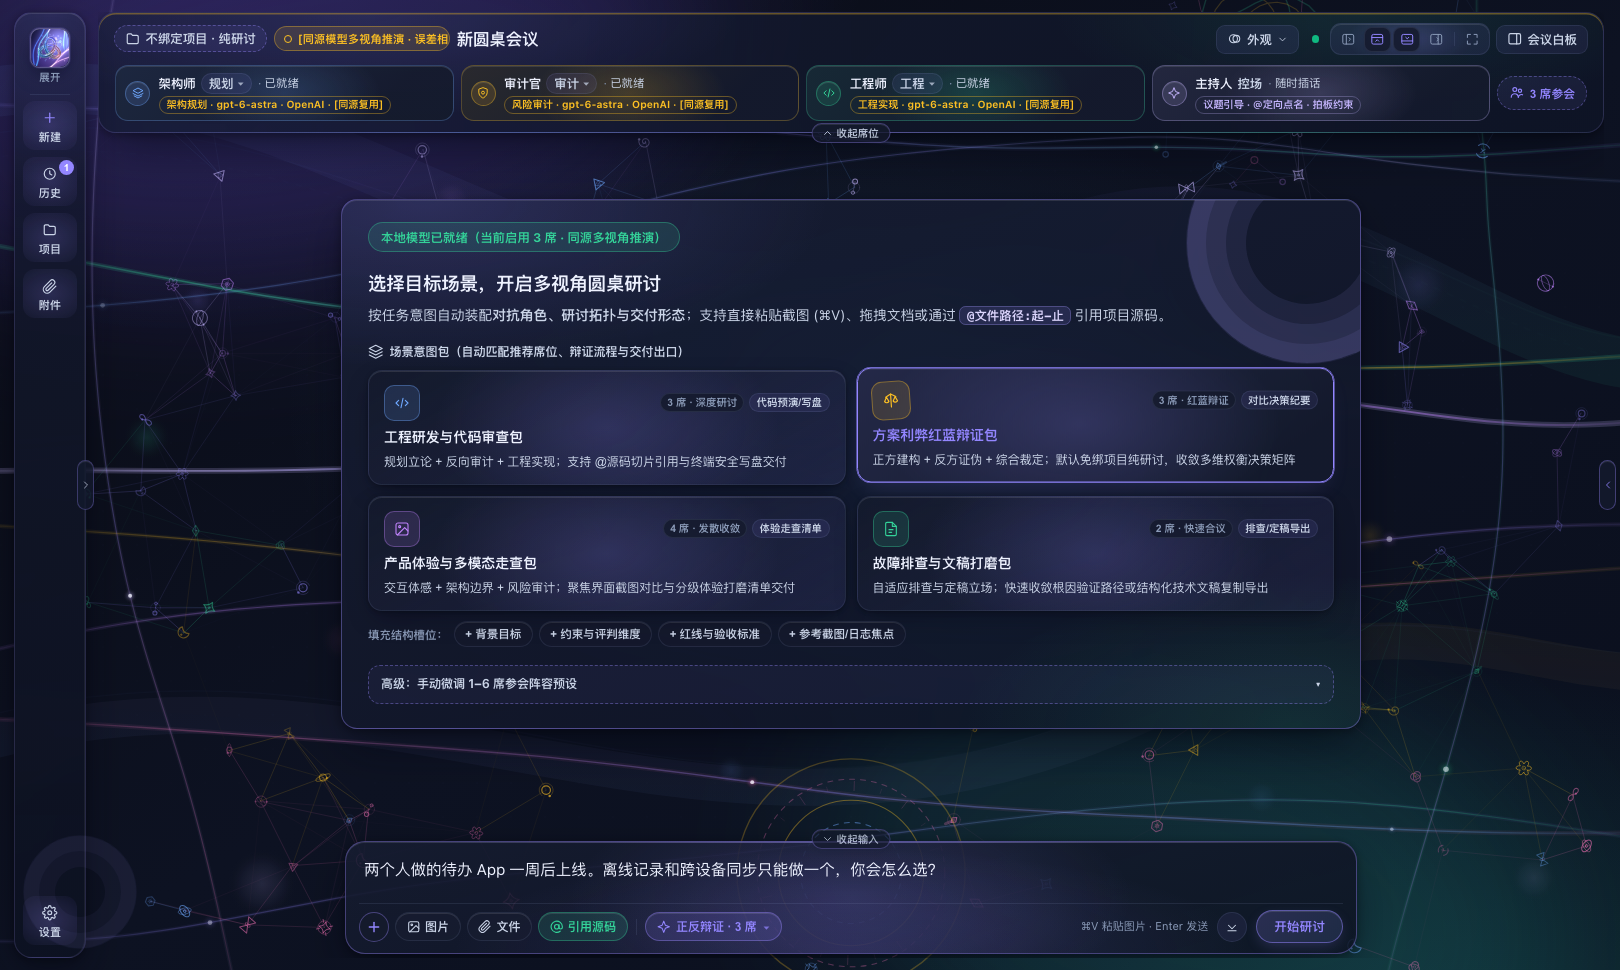 展开
新建
历史
1
项目
附件
设置
不绑定项目 · 纯研讨
[同源模型多视角推演 · 误差相
新圆桌会议
外观
会议白板
架构师 规划 · 已就绪
架构规划 · gpt-6-astra · OpenAI · [同源复用]
审计官 审计 · 已就绪
风险审计 · gpt-6-astra · OpenAI · [同源复用]
工程师 工程 · 已就绪
工程实现 · gpt-6-astra · OpenAI · [同源复用]
主持人 控场 · 随时插话
议题引导 · @定向点名 · 拍板约束
3 席参会
收起席位
本地模型已就绪（当前启用 3 席 · 同源多视角推演）
选择目标场景，开启多视角圆桌研讨
按任务意图自动装配对抗角色、研讨拓扑与交付形态；支持直接粘贴截图 (⌘V)、拖拽文档或通过 @文件路径:起-止 引用项目源码。
场景意图包（自动匹配推荐席位、辩证流程与交付出口）
3 席 · 深度研讨 代码预演/写盘
工程研发与代码审查包
规划立论 + 反向审计 + 工程实现；支持 @源码切片引用与终端安全写盘交付
3 席 · 红蓝辩证 对比决策纪要
方案利弊红蓝辩证包
正方建构 + 反方证伪 + 综合裁定；默认免绑项目纯研讨，收敛多维权衡决策矩阵
4 席 · 发散收敛 体验走查清单
产品体验与多模态走查包
交互体感 + 架构边界 + 风险审计；聚焦界面截图对比与分级体验打磨清单交付
2 席 · 快速合议 排查/定稿导出
故障排查与文稿打磨包
自适应排查与定稿立场；快速收敛根因验证路径或结构化技术文稿复制导出
填充结构槽位： + 背景目标 + 约束与评判维度 + 红线与验收标准 + 参考截图/日志焦点
高级：手动微调 1–6 席参会阵容预设
收起输入
两个人做的待办 App 一周后上线。离线记录和跨设备同步只能做一个，你会怎么选?
图片 文件 引用源码 正反辩证 · 3 席
⌘V 粘贴图片 · Enter 发送
开始研讨